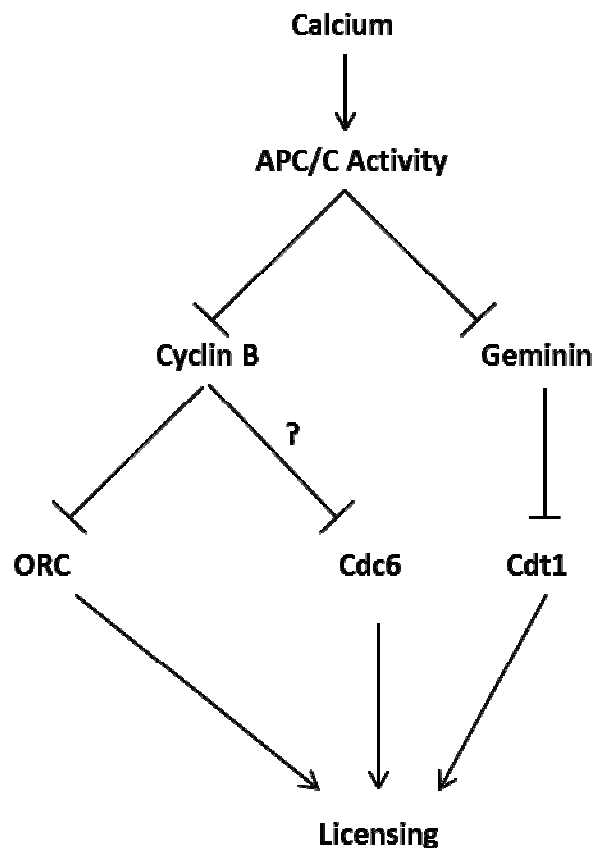 Calcium
APC/C Activity
Cyclin B
Geminin
?
ORC
Cdc6
Cdt1
Licensing